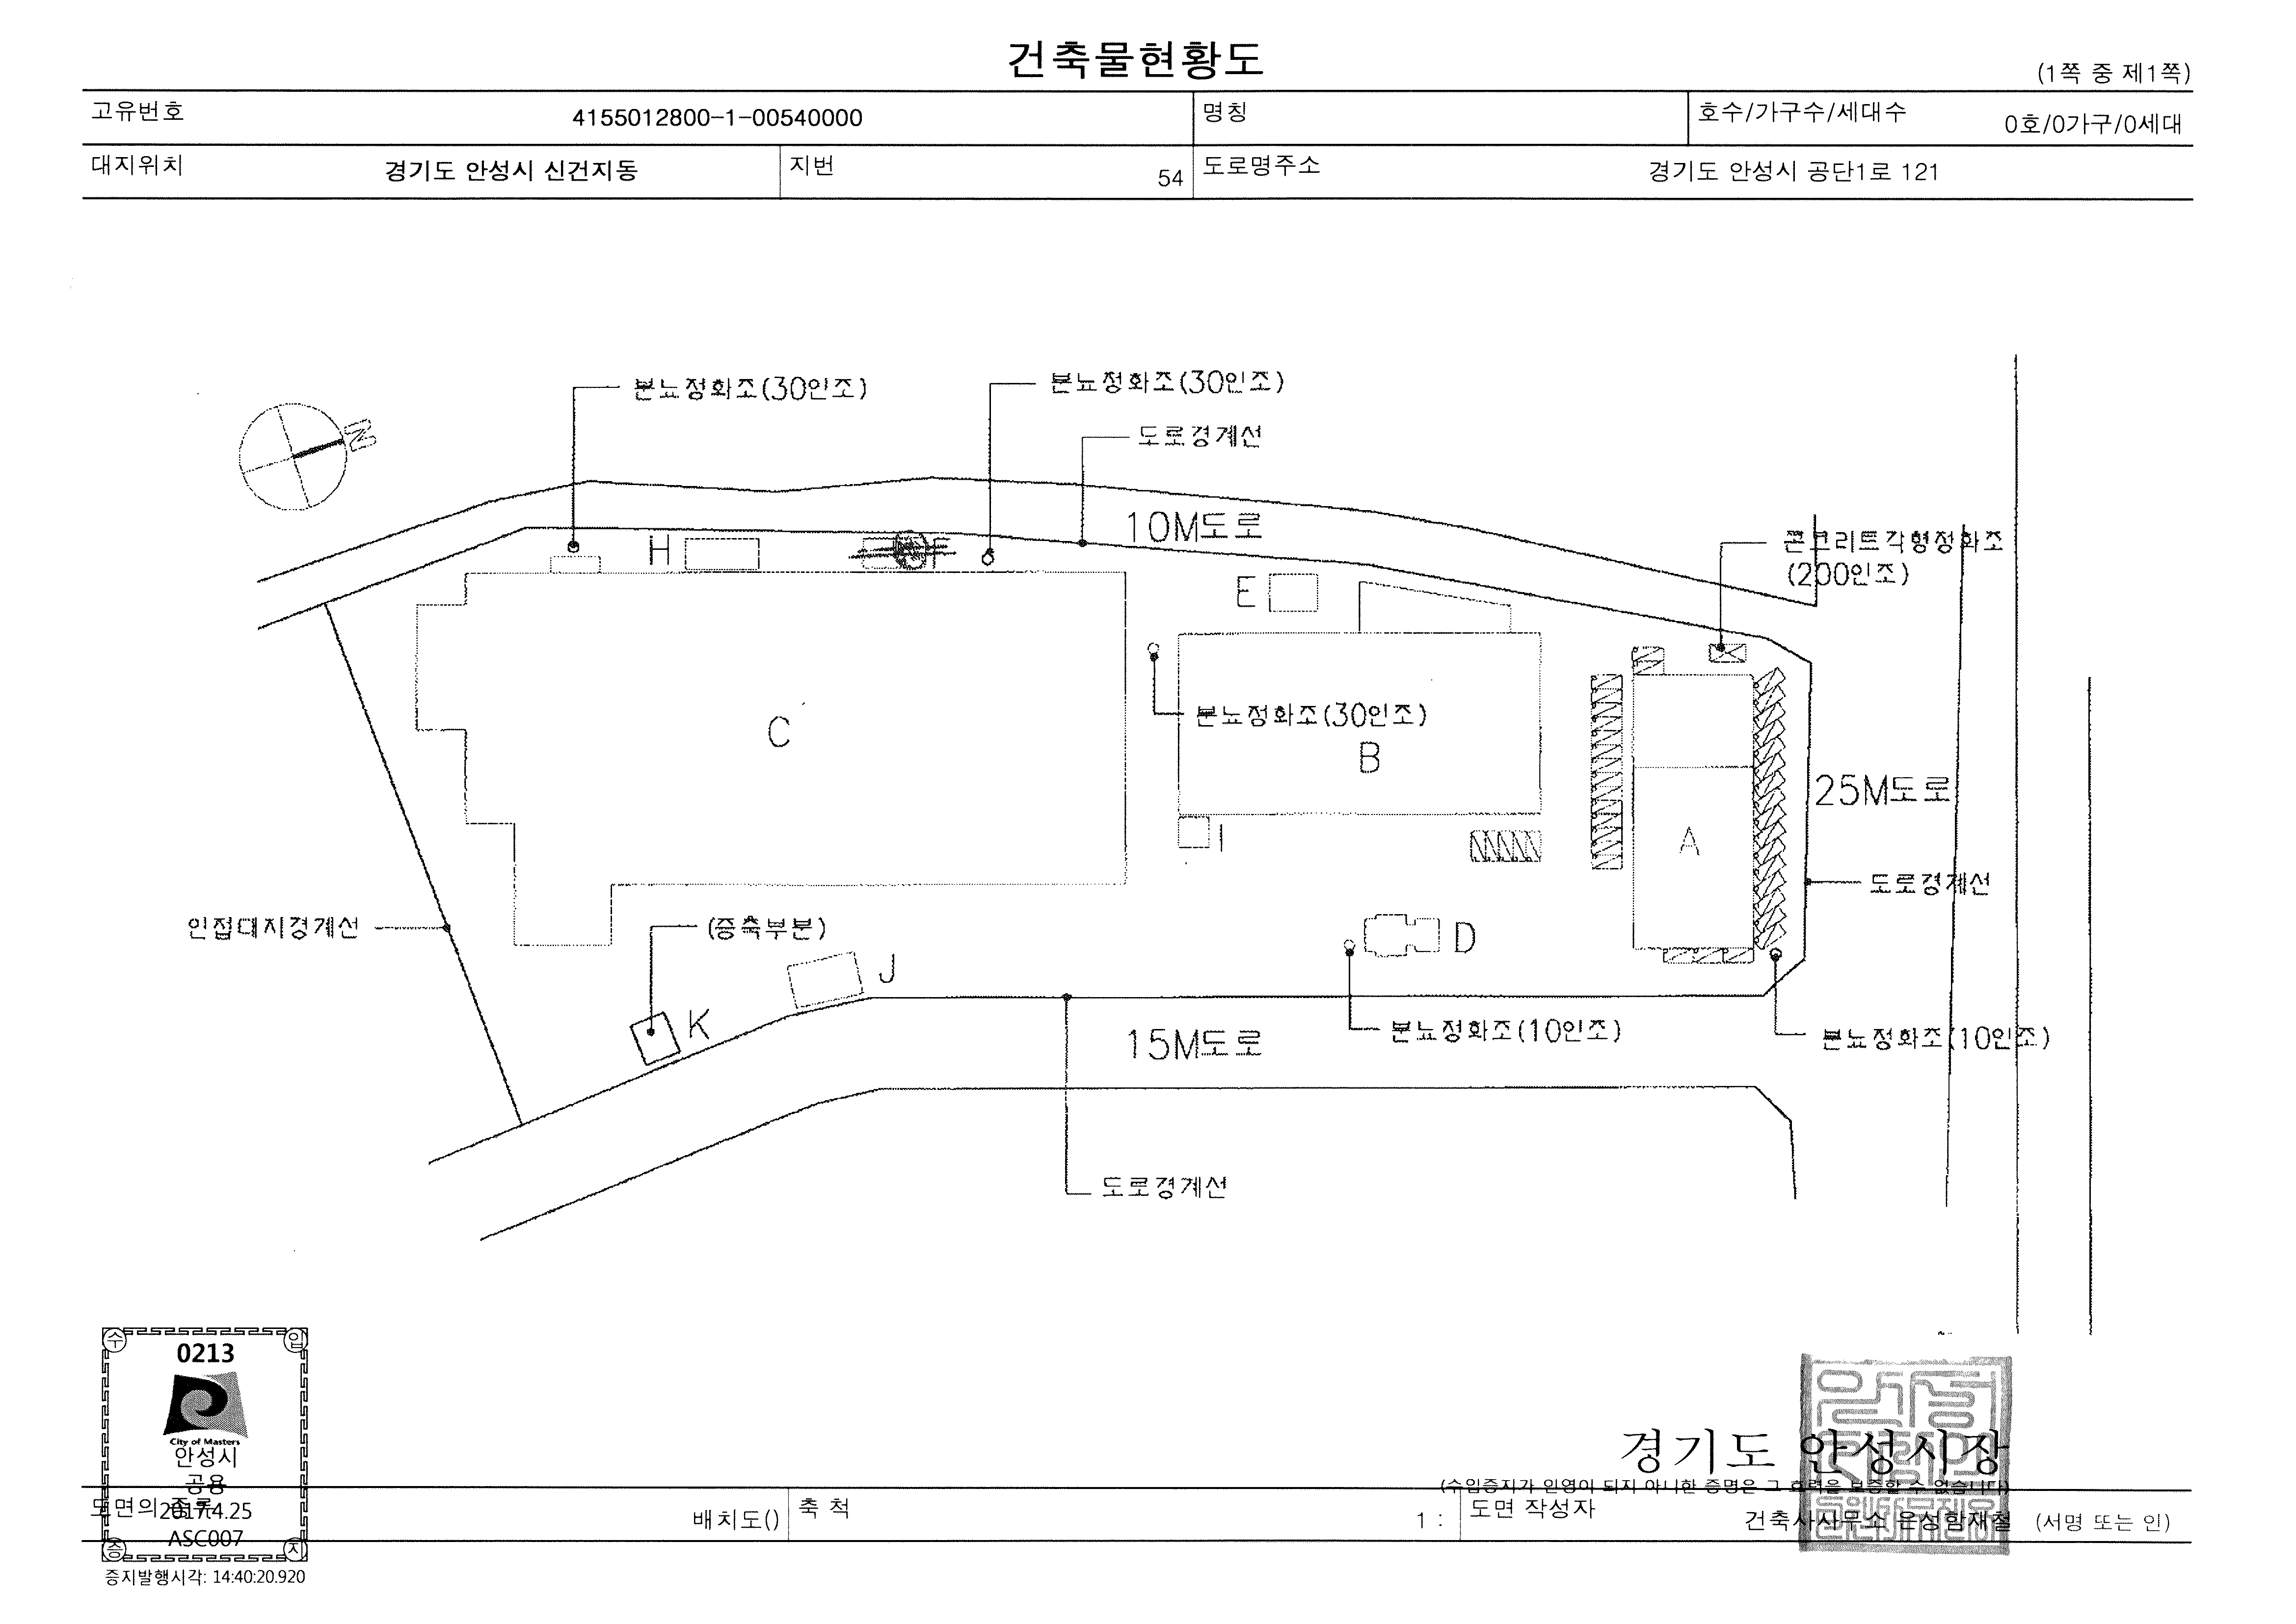 건축물현황도
(1쪽 중 제1쪽)
고유번호 4155012800-1-00540000 명칭 호수/가구수/세대수 0호/0가구/0세대
대지위치 경기도 안성시 신건지동 지번 54 도로명주소 경기도 안성시 공단1로 121
분뇨정화조(30인조)
분뇨정화조(30인조)
도로경계선
N
10M도로
콘크리트각형정화조
(200인조)
H
F
E
분뇨정화조(30인조)
C
B
25M도로
A
I
도로경계선
인접대지경계선
(증축부분)
D
J
K
분뇨정화조(10인조)
분뇨정화조(10인조)
15M도로
도로경계선
수 입
0213
City of Masters
안성시
공용
2017.4.25
ASC007
증 지
증지발행시각: 14:40:20.920
경기도 안성시장
(수입증지가 인영이 되지 아니한 증명은 그 효력을 보증할 수 없습니다)
도면의 종류 배치도() 축 척 1 : 도면 작성자 건축사사무소 은성함재철 (서명 또는 인)